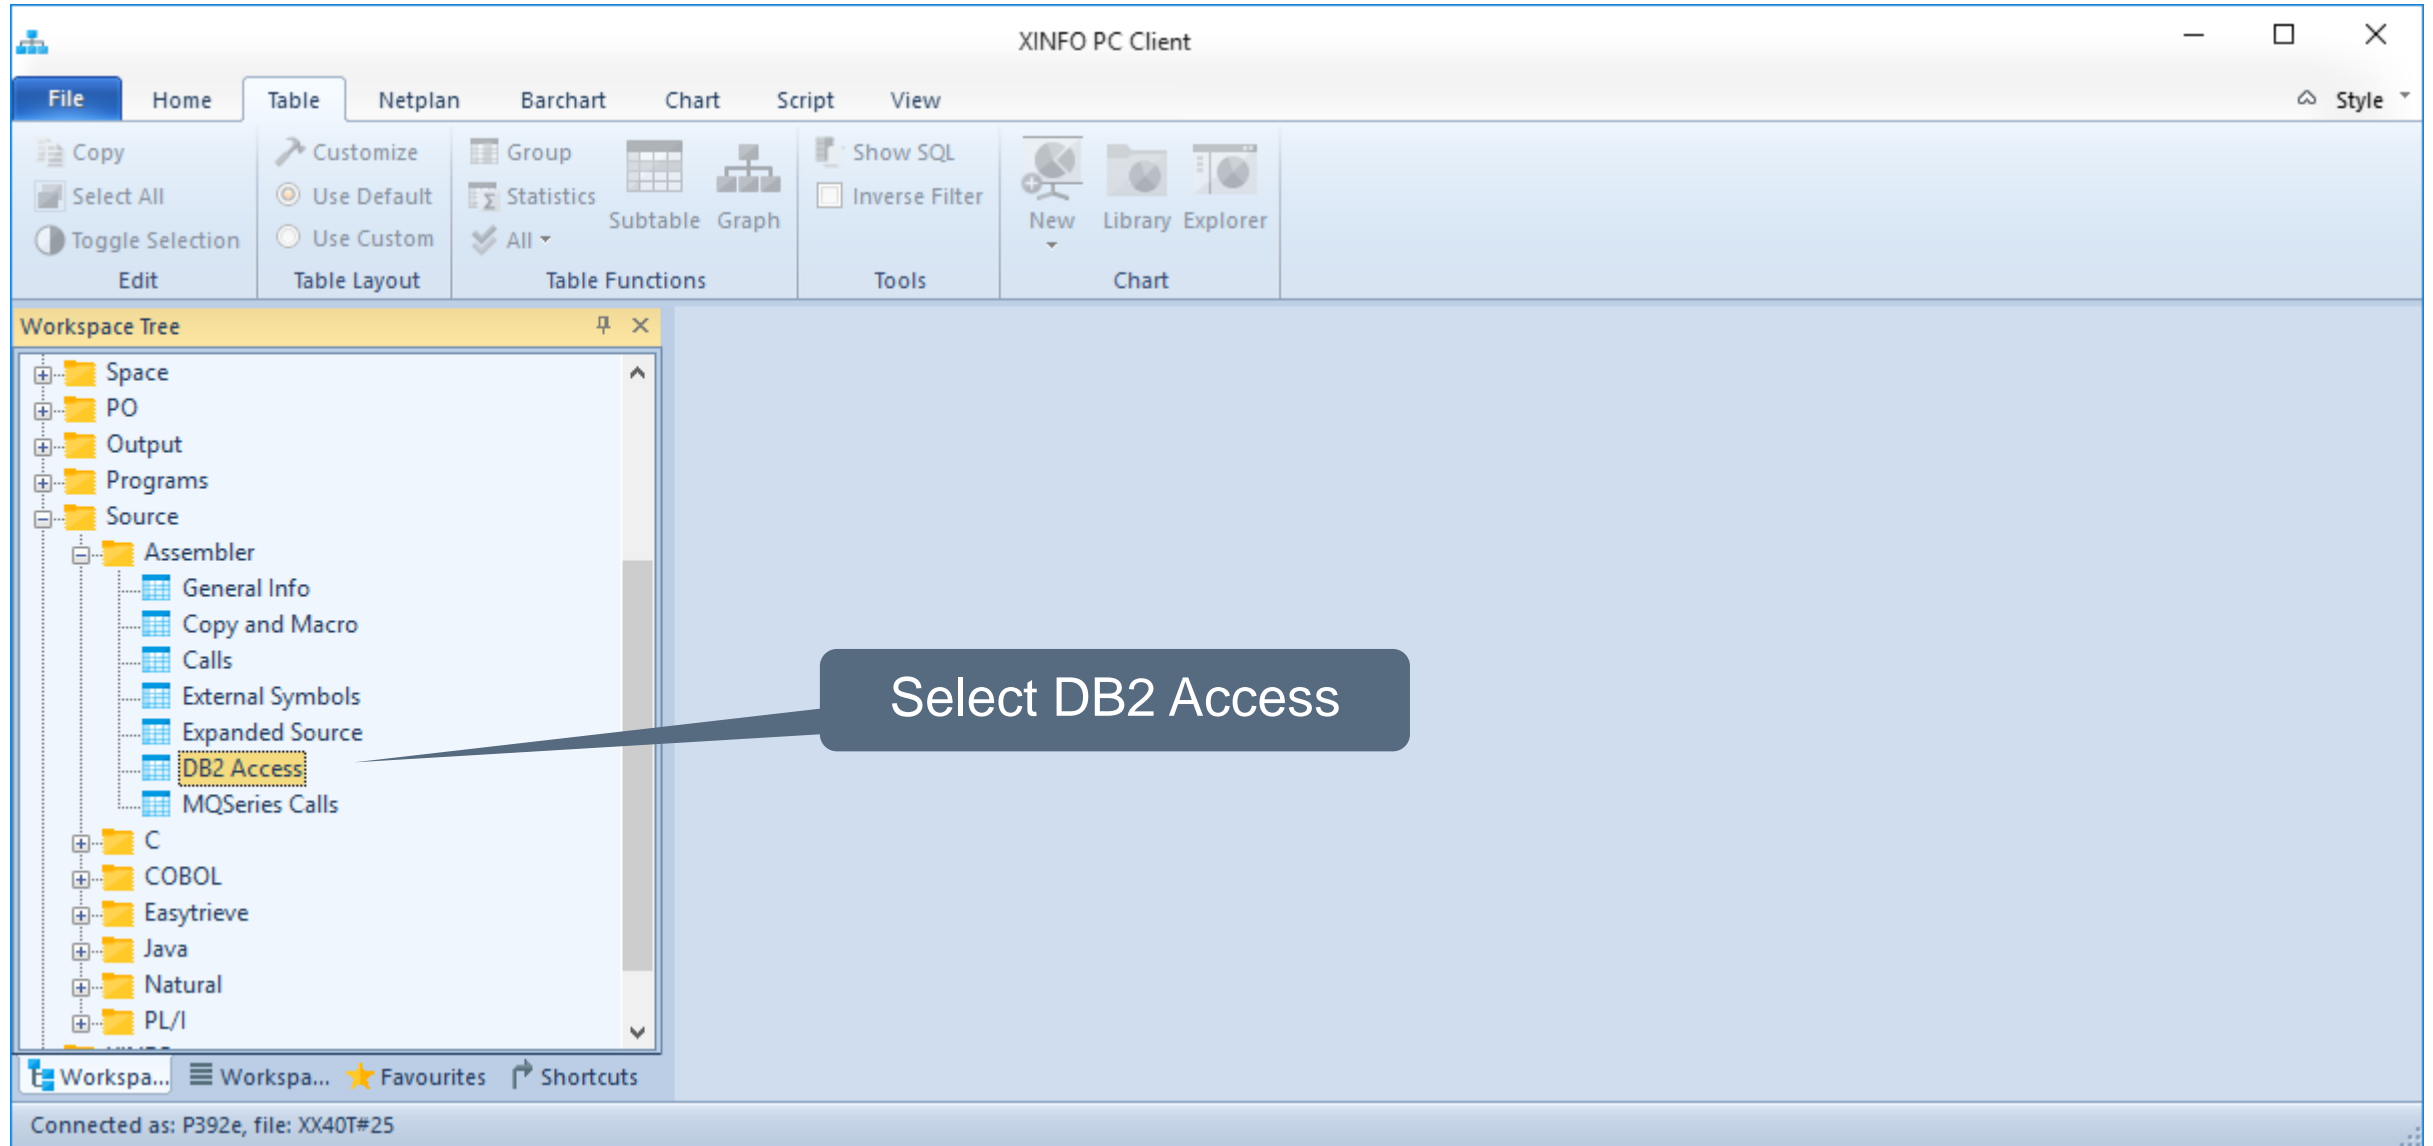 XINFO PC Client
File Home Table Netplan Barchart Chart Script View Style
Copy
Select All
Toggle Selection
Edit
Customize
Use Default
Use Custom
Table Layout
Group
Statistics
All
Subtable Graph
Table Functions
Show SQL
Inverse Filter
Tools
New Library Explorer
Chart
Workspace Tree
Space
PO
Output
Programs
Source
Assembler
General Info
Copy and Macro
Calls
External Symbols
Expanded Source
DB2 Access
MQSeries Calls
C
COBOL
Easytrieve
Java
Natural
PL/I
Select DB2 Access
Workspa... Workspa... Favourites Shortcuts
Connected as: P392e, file: XX40T#25